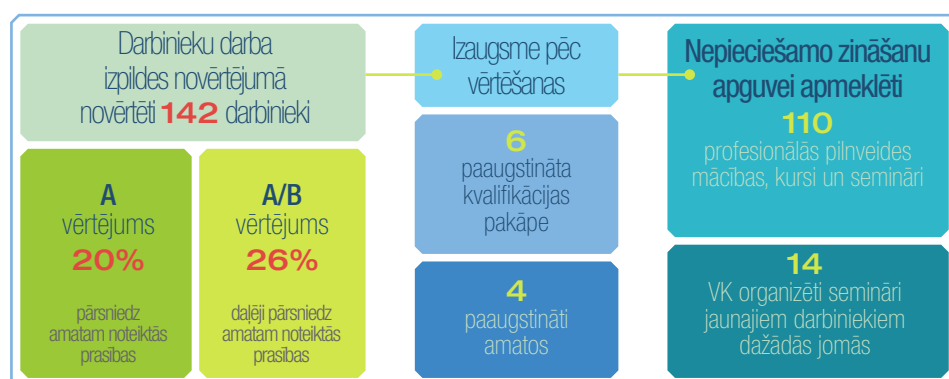 Darbinieku darba
izpildes novērtējumā
novērtēti 142 darbinieki
A
vērtējums
20%
pārsniedz
amatam noteiktās
prasības
A/B
vērtējums
26%
daļēji pārsniedz
amatam noteiktās
prasības
Izaugsme pēc
vērtēšanas
6
paaugstināta
kvalifikācijas
pakāpe
4
paaugstināti
amatos
Nepieciešamo zināšanu
apguvei apmeklēti
110
profesionālās pilnveides
mācības, kursi un semināri
14
VK organizēti semināri
jaunajiem darbiniekiem
dažādās jomās